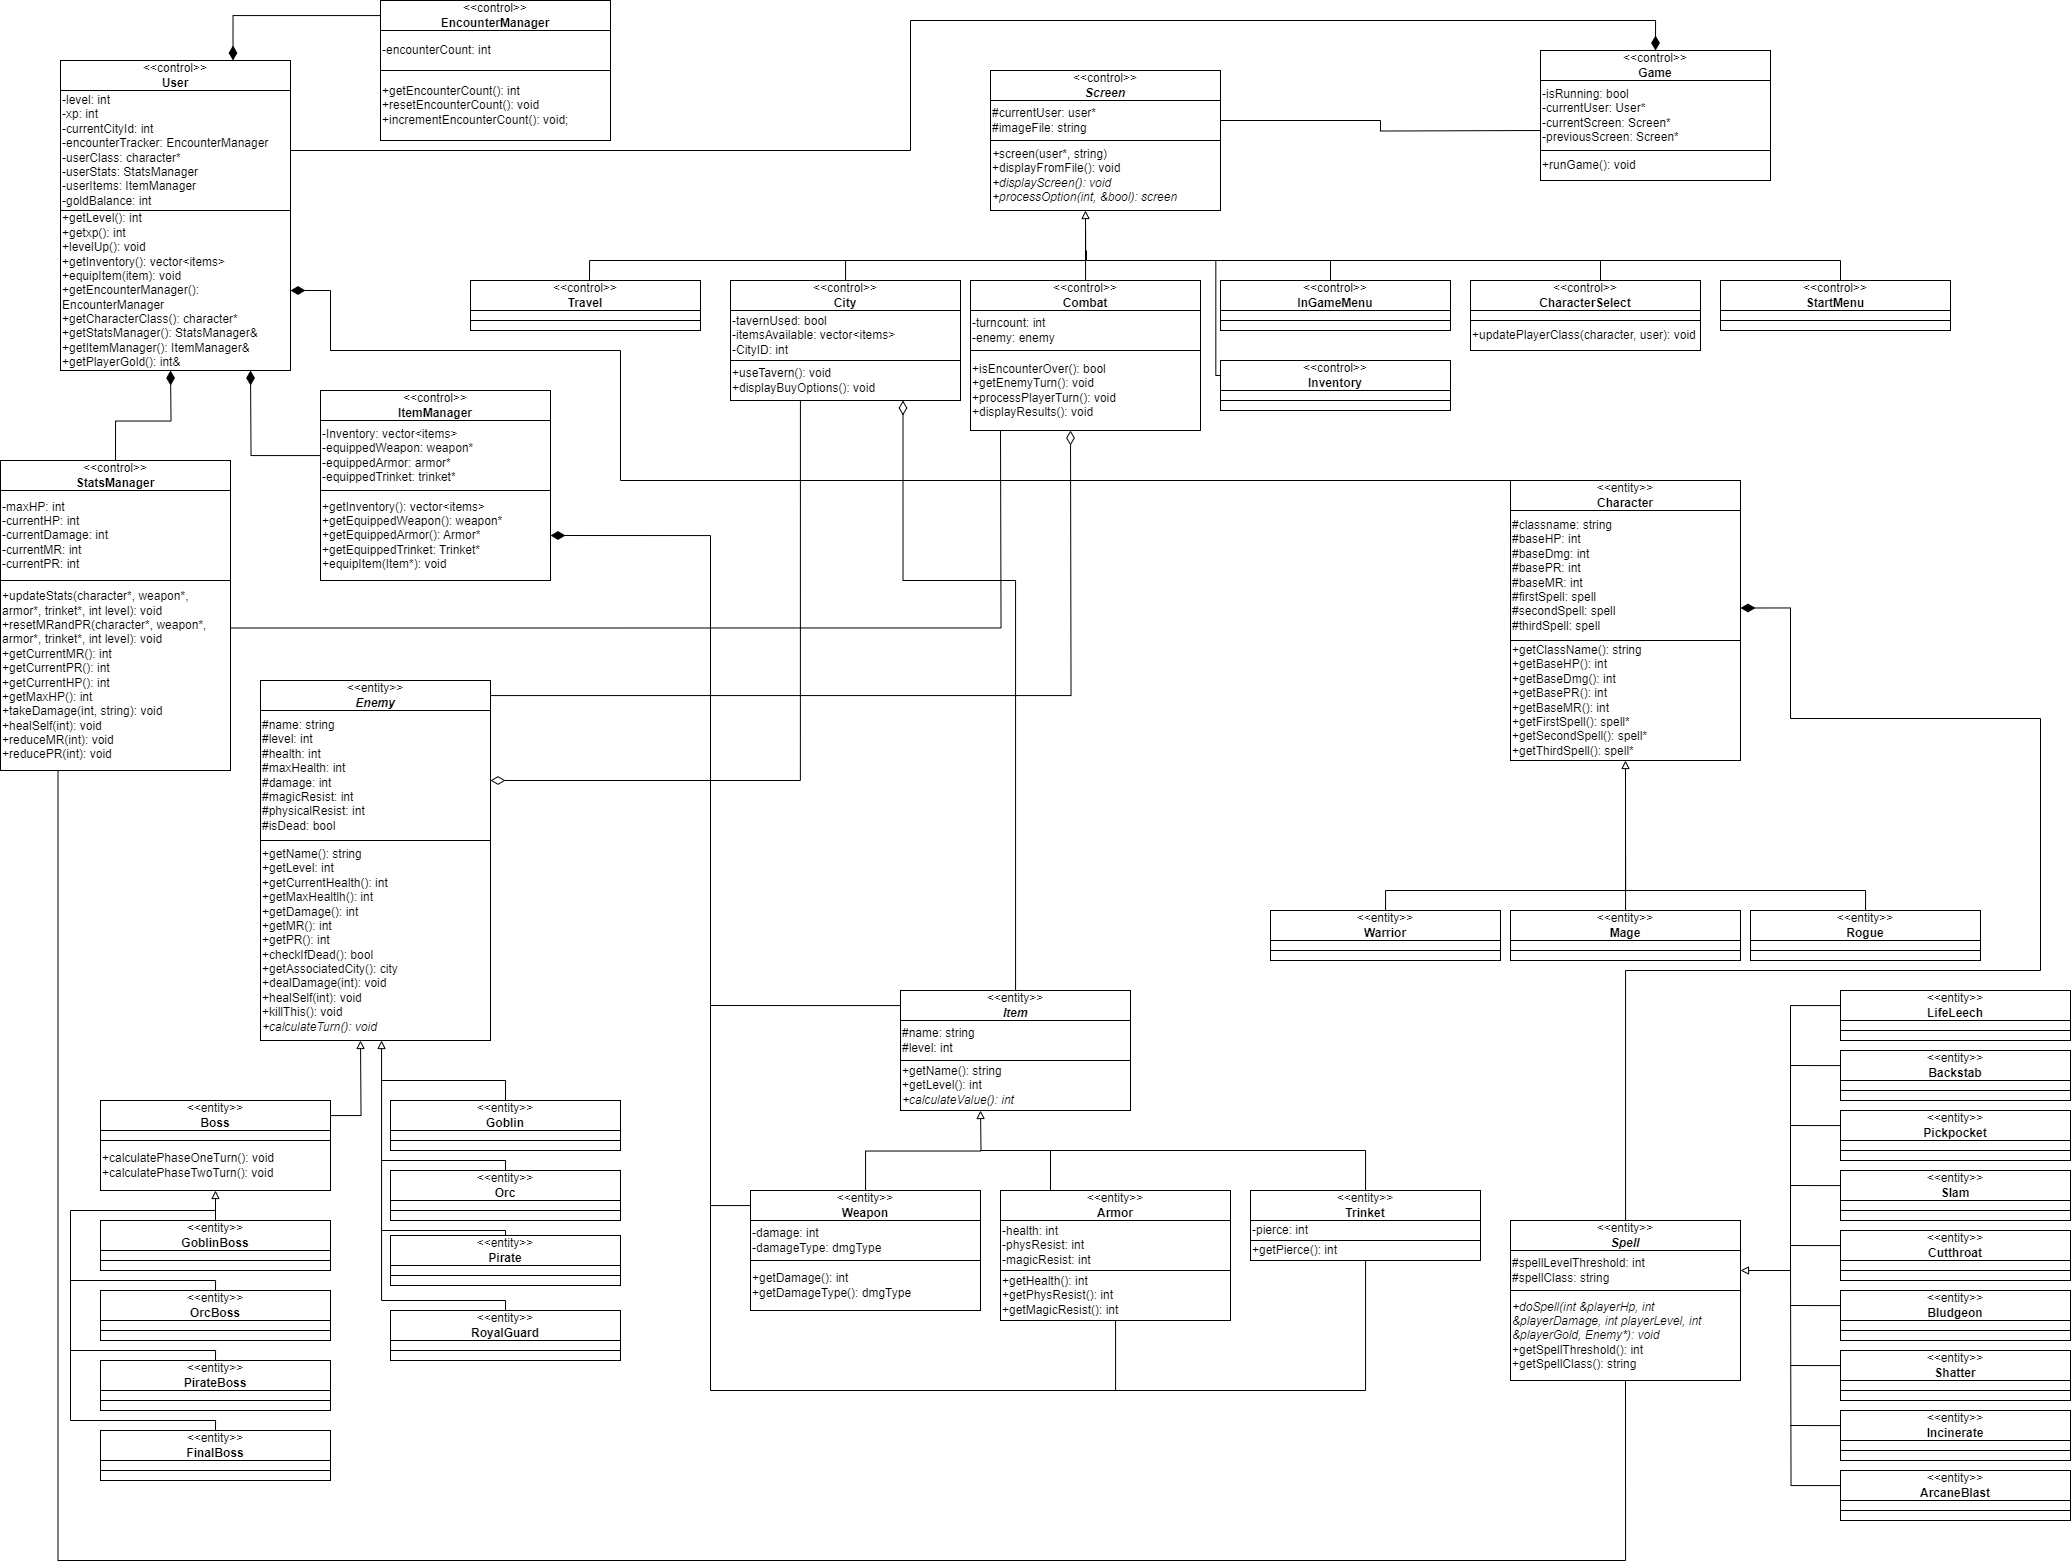 <<control>>
EncounterManager
-encounterCount: int
+getEncounterCount(): int
+resetEncounterCount(): void
+incrementEncounterCount(): void;
<<control>>
User
-level: int
-xp: int
-currentCityId: int
-encounterTracker: EncounterManager
-userClass: character*
-userStats: StatsManager
-userItems: ItemManager
-goldBalance: int
+getLevel(): int
+getxp(): int
+levelUp(): void
+getInventory(): vector<items>
+equipItem(item): void
+getEncounterManager():
EncounterManager
+getCharacterClass(): character*
+getStatsManager(): StatsManager&
+getItemManager(): ItemManager&
+getPlayerGold(): int&
<<control>>
Screen
#currentUser: user*
#imageFile: string
+screen(user*, string)
+displayFromFile(): void
+displayScreen(): void
+processOption(int, &bool): screen
<<control>>
Game
-isRunning: bool
-currentUser: User*
-currentScreen: Screen*
-previousScreen: Screen*
+runGame(): void
<<control>>
Travel
<<control>>
City
-tavernUsed: bool
-itemsAvailable: vector<items>
-CityID: int
+useTavern(): void
+displayBuyOptions(): void
<<control>>
Combat
-turncount: int
-enemy: enemy
+isEncounterOver(): bool
+getEnemyTurn(): void
+processPlayerTurn(): void
+displayResults(): void
<<control>>
InGameMenu
<<control>>
CharacterSelect
+updatePlayerClass(character, user): void
<<control>>
StartMenu
<<control>>
Inventory
<<control>>
ItemManager
-Inventory: vector<items>
-equippedWeapon: weapon*
-equippedArmor: armor*
-equippedTrinket: trinket*
+getInventory(): vector<items>
+getEquippedWeapon(): weapon*
+getEquippedArmor(): Armor*
+getEquippedTrinket: Trinket*
+equipItem(Item*): void
<<control>>
StatsManager
-maxHP: int
-currentHP: int
-currentDamage: int
-currentMR: int
-currentPR: int
+updateStats(character*, weapon*,
armor*, trinket*, int level): void
+resetMRandPR(character*, weapon*,
armor*, trinket*, int level): void
+getCurrentMR(): int
+getCurrentPR(): int
+getCurrentHP(): int
+getMaxHP(): int
+takeDamage(int, string): void
+healSelf(int): void
+reduceMR(int): void
+reducePR(int): void
<<entity>>
Character
#classname: string
#baseHP: int
#baseDmg: int
#basePR: int
#baseMR: int
#firstSpell: spell
#secondSpell: spell
#thirdSpell: spell
+getClassName(): string
+getBaseHP(): int
+getBaseDmg(): int
+getBasePR(): int
+getBaseMR(): int
+getFirstSpell(): spell*
+getSecondSpell(): spell*
+getThirdSpell(): spell*
<<entity>>
Enemy
#name: string
#level: int
#health: int
#maxHealth: int
#damage: int
#magicResist: int
#physicalResist: int
#isDead: bool
+getName(): string
+getLevel: int
+getCurrentHealth(): int
+getMaxHealtlh(): int
+getDamage(): int
+getMR(): int
+getPR(): int
+checkIfDead(): bool
+getAssociatedCity(): city
+dealDamage(int): void
+healSelf(int): void
+killThis(): void
+calculateTurn(): void
<<entity>>
Warrior
<<entity>>
Mage
<<entity>>
Rogue
<<entity>>
Item
#name: string
#level: int
+getName(): string
+getLevel(): int
+calculateValue(): int
<<entity>>
Boss
+calculatePhaseOneTurn(): void
+calculatePhaseTwoTurn(): void
<<entity>>
GoblinBoss
<<entity>>
OrcBoss
<<entity>>
PirateBoss
<<entity>>
FinalBoss
<<entity>>
Goblin
<<entity>>
Orc
<<entity>>
Pirate
<<entity>>
RoyalGuard
<<entity>>
Weapon
-damage: int
-damageType: dmgType
+getDamage(): int
+getDamageType(): dmgType
<<entity>>
Armor
-health: int
-physResist: int
-magicResist: int
+getHealth(): int
+getPhysResist(): int
+getMagicResist(): int
<<entity>>
Trinket
-pierce: int
+getPierce(): int
<<entity>>
Spell
#spellLevelThreshold: int
#spellClass: string
+doSpell(int &playerHp, int
&playerDamage, int playerLevel, int
&playerGold, Enemy*): void
+getSpellThreshold(): int
+getSpellClass(): string
<<entity>>
LifeLeech
<<entity>>
Backstab
<<entity>>
Pickpocket
<<entity>>
Slam
<<entity>>
Cutthroat
<<entity>>
Bludgeon
<<entity>>
Shatter
<<entity>>
Incinerate
<<entity>>
ArcaneBlast